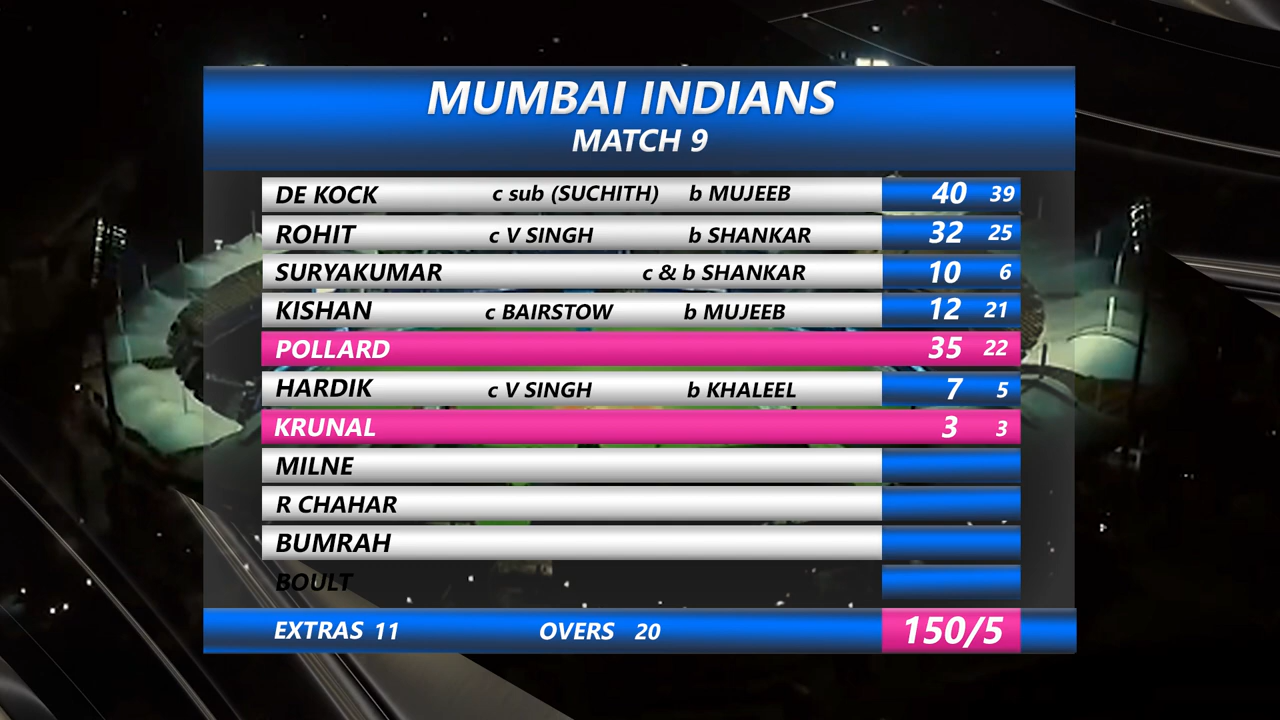 MUMBAI INDIANS
MATCH 9
DE KOCK c sub (SUCHITH) b MUJEEB 40 39
ROHIT c V SINGH b SHANKAR 32 25
SURYAKUMAR c & b SHANKAR 10 6
KISHAN c BAIRSTOW b MUJEEB 12 21
POLLARD 35 22
HARDIK c V SINGH b KHALEEL 7 5
KRUNAL 3 3
MILNE
R CHAHAR
BUMRAH
BOULT
EXTRAS 11 OVERS 20 150/5